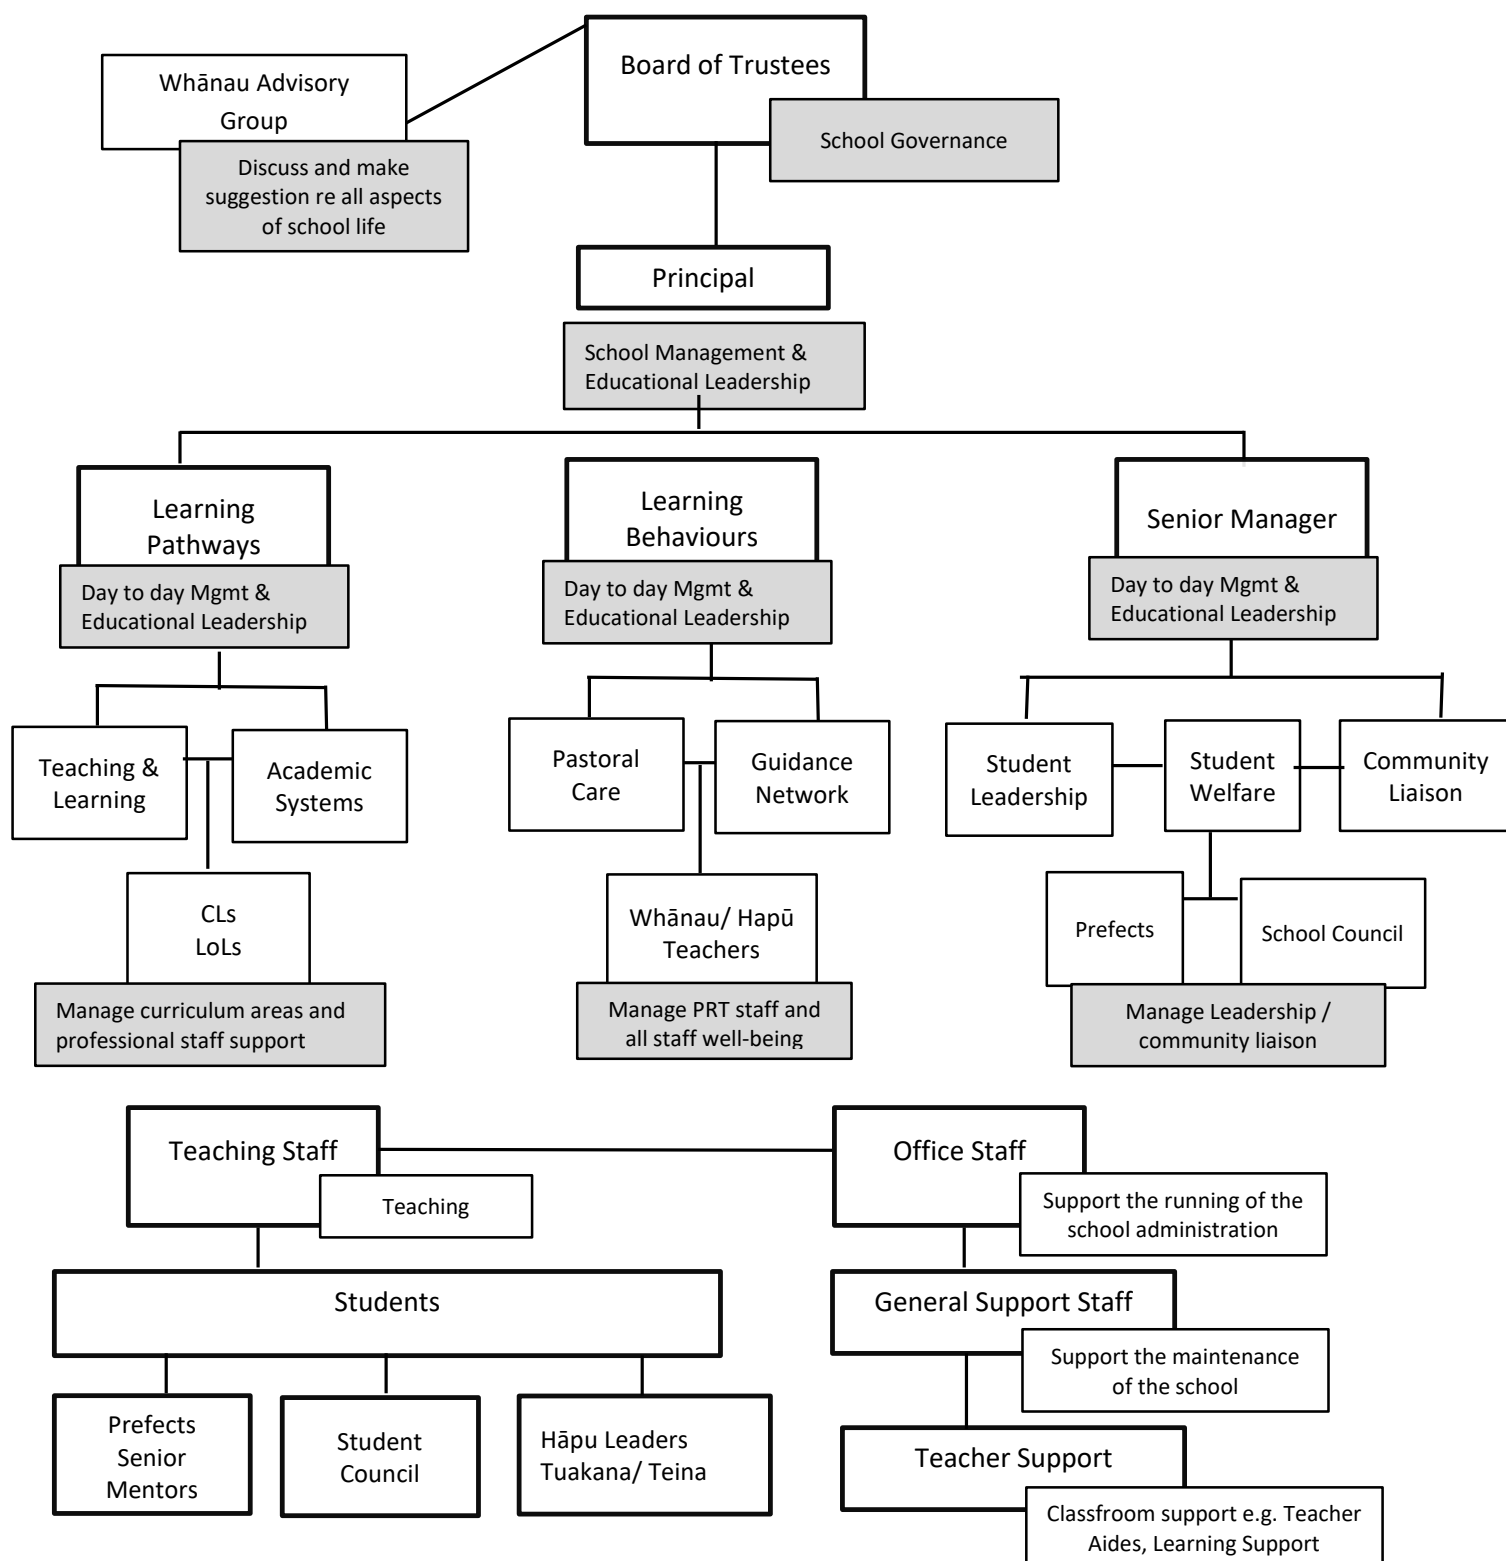 Board of Trustees
Whānau Advisory
Group
School Governance
Discuss and make
suggestion re all aspects
of school life
Principal
School Management &
Educational Leadership
Learning
Pathways
Day to day Mgmt &
Educational Leadership
Learning
Behaviours
Day to day Mgmt &
Educational Leadership
Senior Manager
Day to day Mgmt &
Educational Leadership
Teaching &
Learning
Academic
Systems
Pastoral
Care
Guidance
Network
Student
Leadership
Student
Welfare
Community
Liaison
CLs
LoLs
Manage curriculum areas and
professional staff support
Whānau/ Hapū
Teachers
Manage PRT staff and
all staff well-being
Prefects
School Council
Manage Leadership /
community liaison
Teaching Staff
Teaching
Office Staff
Support the running of the
school administration
Students
General Support Staff
Support the maintenance
of the school
Prefects
Senior
Mentors
Student
Council
Hāpu Leaders
Tuakana/ Teina
Teacher Support
Classfroom support e.g. Teacher
Aides, Learning Support